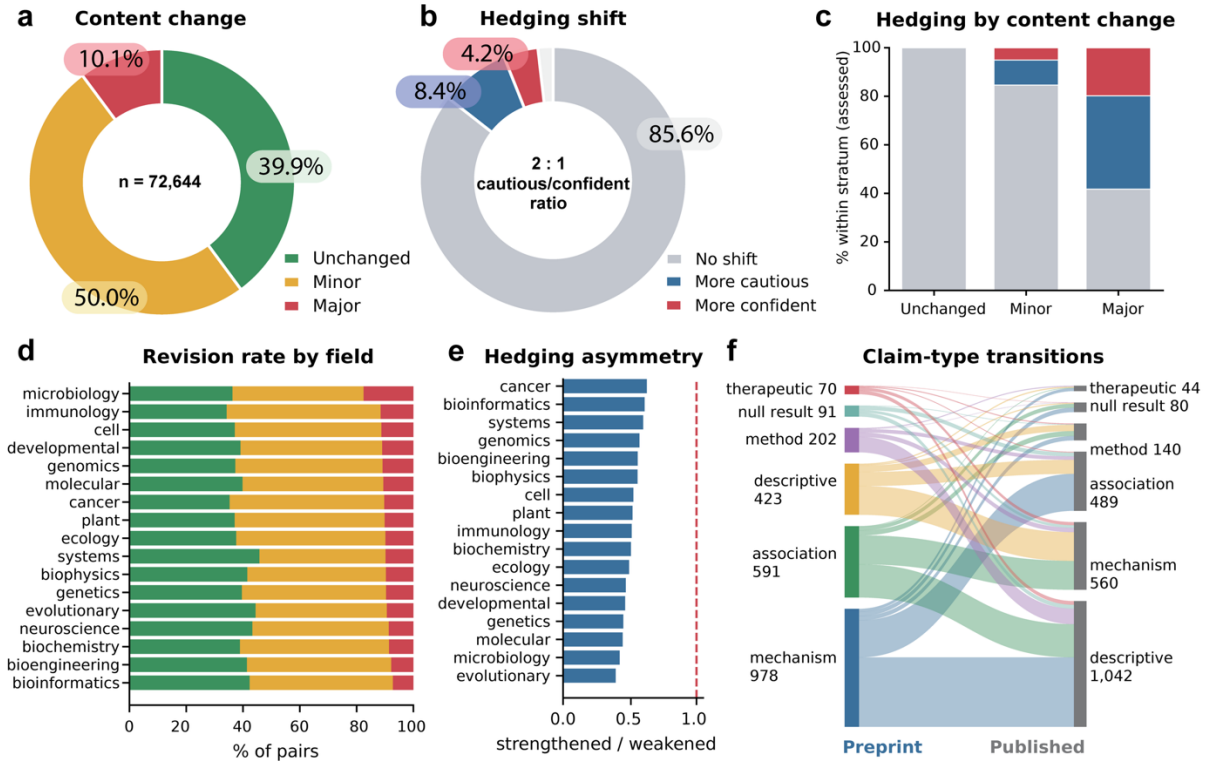 a Content change
10.1%
39.9%
n = 72,644
50.0%
Unchanged
Minor
Major
b Hedging shift
4.2%
8.4%
85.6%
2 : 1
cautious/confident
ratio
No shift
More cautious
More confident
c Hedging by content change
% within stratum (assessed)
100
80
60
40
20
0
Unchanged Minor Major
d Revision rate by field
microbiology
immunology
cell
developmental
genomics
molecular
cancer
plant
ecology
systems
biophysics
genetics
evolutionary
neuroscience
biochemistry
bioengineering
bioinformatics
0 20 40 60 80 100
% of pairs
e Hedging asymmetry
cancer
bioinformatics
systems
genomics
bioengineering
biophysics
cell
plant
immunology
biochemistry
ecology
neuroscience
developmental
genetics
molecular
microbiology
evolutionary
0.0 0.5 1.0
strengthened / weakened
f Claim-type transitions
therapeutic 70
null result 91
method 202
descriptive
423
association
591
mechanism
978
therapeutic 44
null result 80
method 140
association
489
mechanism
560
descriptive
1,042
Preprint Published